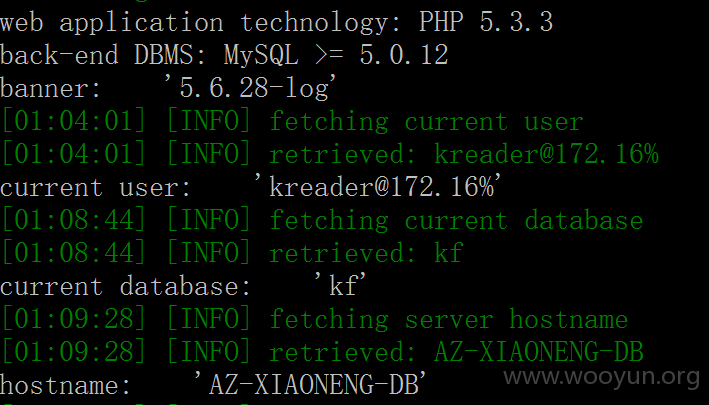 web application technology: PHP 5.3.3
back-end DBMS: MySQL >= 5.0.12
banner:    '5.6.28-log'
[01:04:01] [INFO] fetching current user
[01:04:01] [INFO] retrieved: kreader@172.16%
current user:    'kreader@172.16%'
[01:08:44] [INFO] fetching current database
[01:08:44] [INFO] retrieved: kf
current database:    'kf'
[01:09:28] [INFO] fetching server hostname
[01:09:28] [INFO] retrieved: AZ-XIAONENG-DB
hostname:    'AZ-XIAONENG-DB'
www.wooyun.org